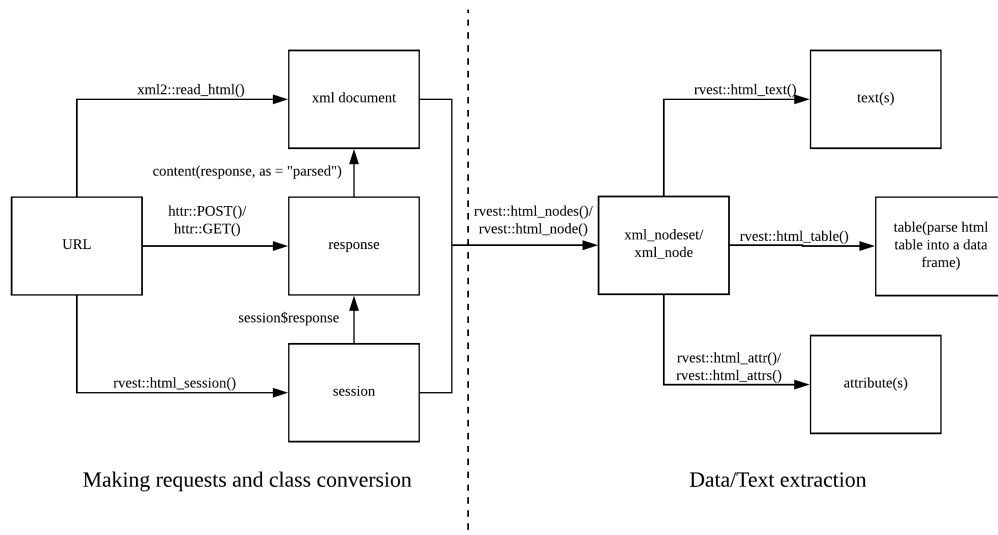 xml2::read_html()
xml document
content(response, as = "parsed")
URL
httr::POST()/
httr::GET()
response
session$response
rvest::html_session()
session
rvest::html_nodes()/
rvest::html_node()
xml_nodeset/
xml_node
rvest::html_text()
text(s)
rvest::html_table()
table(parse html
table into a data
frame)
rvest::html_attr()/
rvest::html_attrs()
attribute(s)
Making requests and class conversion
Data/Text extraction